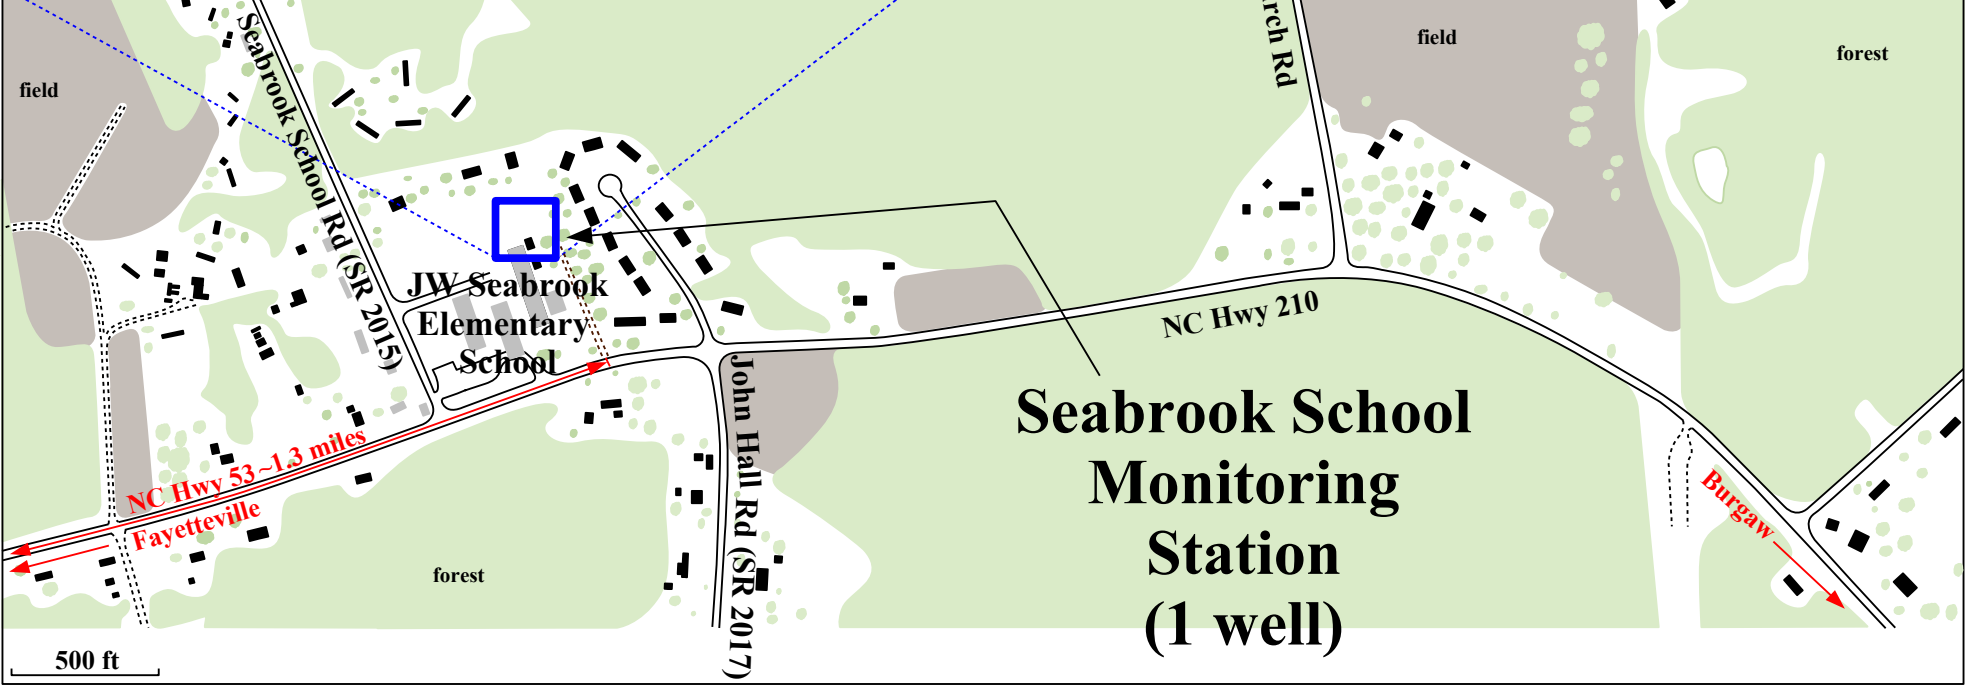 field
Seabrook School Rd (SR 2015)
rch Rd
field
forest
JW Seabrook
Elementary
School
NC Hwy 210
John Hall Rd (SR 2017)
Seabrook School
Monitoring
Station
(1 well)
NC Hwy 53 ~1.3 miles
Fayetteville
Burgaw
forest
500 ft